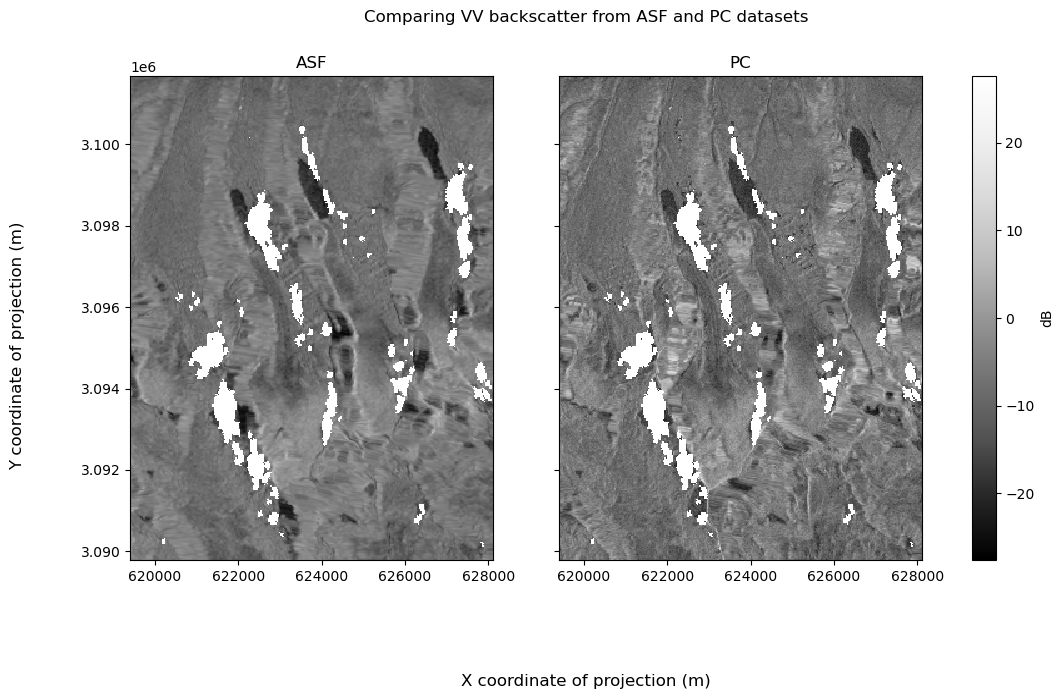 Comparing VV backscatter from ASF and PC datasets
ASF
PC
1e6
3.100
3.098
3.096
3.094
3.092
3.090
Y coordinate of projection (m)
620000 622000 624000 626000 628000
620000 622000 624000 626000 628000
20
10
0
−10
−20
dB
X coordinate of projection (m)